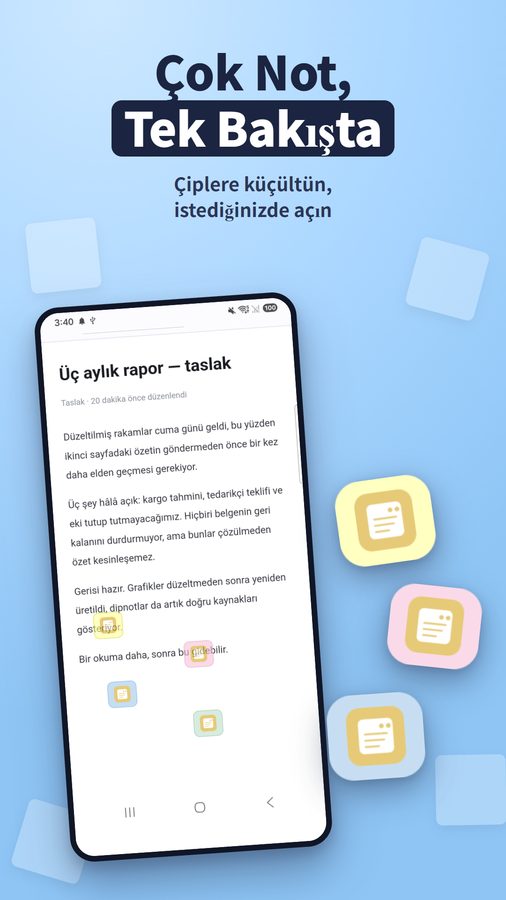 Çok Not,
Tek Bakışta
Çiplere küçültün,
istediğinizde açın
3:40
100
Üç aylık rapor — taslak
Taslak · 20 dakika önce düzenlendi
Düzeltilmiş rakamlar cuma günü geldi, bu yüzden
ikinci sayfadaki özetin göndermeden önce bir kez
daha elden geçmesi gerekiyor.
Üç şey hâlâ açık: kargo tahmini, tedarikçi teklifi ve
eki tutup tutmayacağımız. Hiçbiri belgenin geri
kalanını durdurmuyor, ama bunlar çözülmeden
özet kesinleşemez.
Gerisi hazır. Grafikler düzeltmeden sonra yeniden
üretildi, dipnotlar da artık doğru kaynakları
gösteriyor.
Bir okuma daha, sonra bu gidebilir.